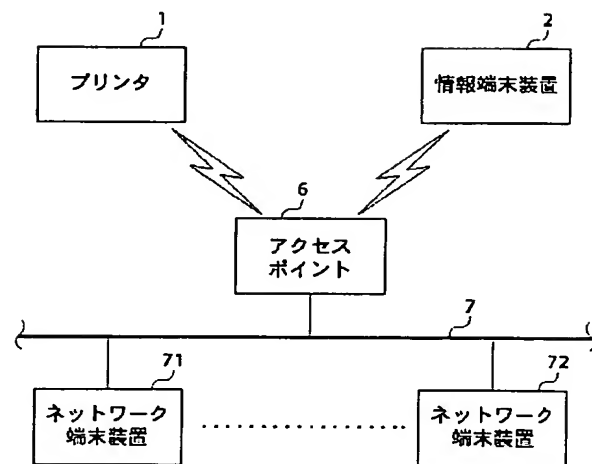 1
プリンタ
2
情報端末装置
6
アクセス
ポイント
7
71
ネットワーク
端末装置
72
ネットワーク
端末装置